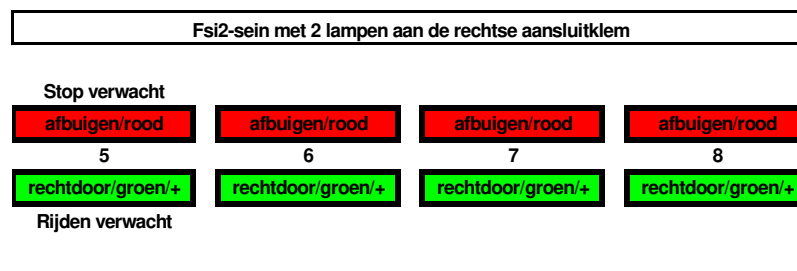 Fsi2-sein met 2 lampen aan de rechtse aansluitklem
Stop verwacht
afbuigen/rood afbuigen/rood afbuigen/rood afbuigen/rood
5 6 7 8
rechtdoor/groen/+ rechtdoor/groen/+ rechtdoor/groen/+ rechtdoor/groen/+
Rijden verwacht